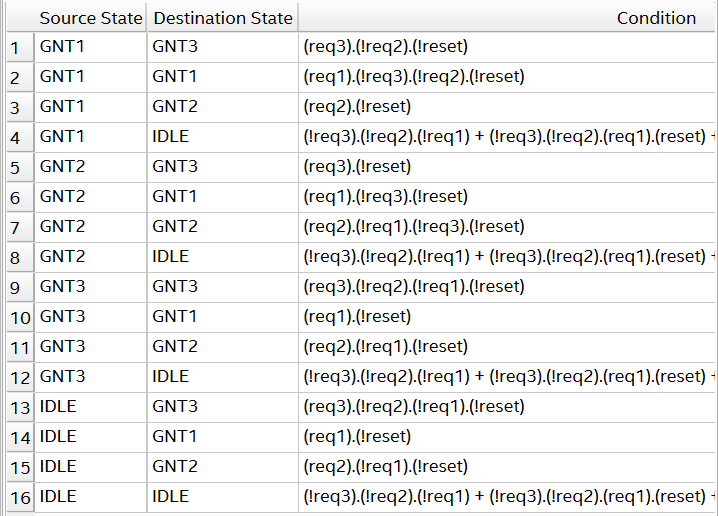 Source State Destination State Condition
1 GNT1 GNT3 (req3).(!req2).(!reset)
2 GNT1 GNT1 (req1).(!req3).(!req2).(!reset)
3 GNT1 GNT2 (req2).(!reset)
4 GNT1 IDLE (!req3).(!req2).(!req1) + (!req3).(!req2).(req1).(reset) +
5 GNT2 GNT3 (req3).(!reset)
6 GNT2 GNT1 (req1).(!req3).(!reset)
7 GNT2 GNT2 (req2).(!req1).(!req3).(!reset)
8 GNT2 IDLE (!req3).(!req2).(!req1) + (!req3).(!req2).(req1).(reset) +
9 GNT3 GNT3 (req3).(!req2).(!req1).(!reset)
10 GNT3 GNT1 (req1).(!reset)
11 GNT3 GNT2 (req2).(!req1).(!reset)
12 GNT3 IDLE (!req3).(!req2).(!req1) + (!req3).(!req2).(req1).(reset) +
13 IDLE GNT3 (req3).(!req2).(!req1).(!reset)
14 IDLE GNT1 (req1).(!reset)
15 IDLE GNT2 (req2).(!req1).(!reset)
16 IDLE IDLE (!req3).(!req2).(!req1) + (!req3).(!req2).(req1).(reset) +